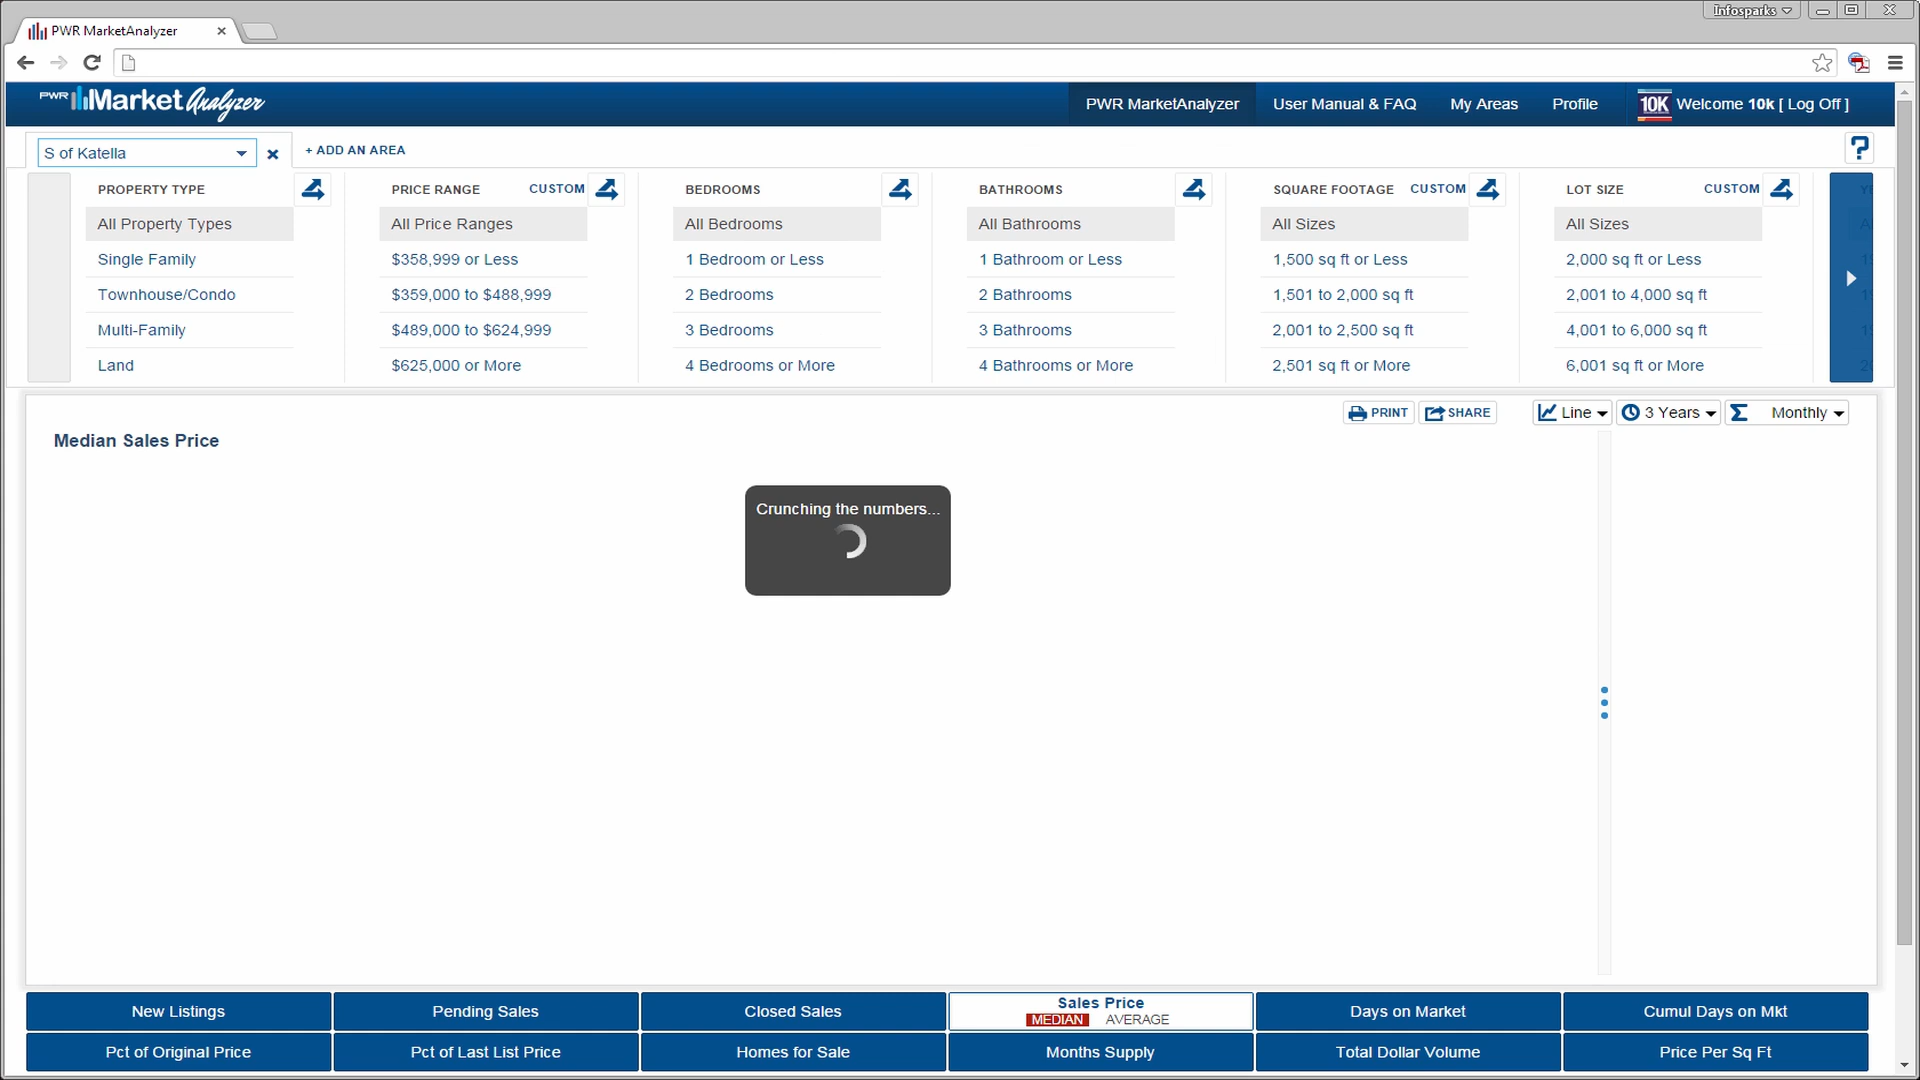 Infosparks
PWR MarketAnalyzer
PWR MarketAnalyzer
PWR MarketAnalyzer
User Manual & FAQ
My Areas
Profile
10K
Welcome 10k [ Log Off ]
S of Katella
+ ADD AN AREA
?
PROPERTY TYPE
All Property Types
Single Family
Townhouse/Condo
Multi-Family
Land
PRICE RANGE CUSTOM
All Price Ranges
$358,999 or Less
$359,000 to $488,999
$489,000 to $624,999
$625,000 or More
BEDROOMS
All Bedrooms
1 Bedroom or Less
2 Bedrooms
3 Bedrooms
4 Bedrooms or More
BATHROOMS
All Bathrooms
1 Bathroom or Less
2 Bathrooms
3 Bathrooms
4 Bathrooms or More
SQUARE FOOTAGE CUSTOM
All Sizes
1,500 sq ft or Less
1,501 to 2,000 sq ft
2,001 to 2,500 sq ft
2,501 sq ft or More
LOT SIZE CUSTOM
All Sizes
2,000 sq ft or Less
2,001 to 4,000 sq ft
4,001 to 6,000 sq ft
6,001 sq ft or More
PRINT
SHARE
Line
3 Years
Σ Monthly
Median Sales Price
Crunching the numbers...
New Listings
Pending Sales
Closed Sales
Sales Price
MEDIAN AVERAGE
Days on Market
Cumul Days on Mkt
Pct of Original Price
Pct of Last List Price
Homes for Sale
Months Supply
Total Dollar Volume
Price Per Sq Ft